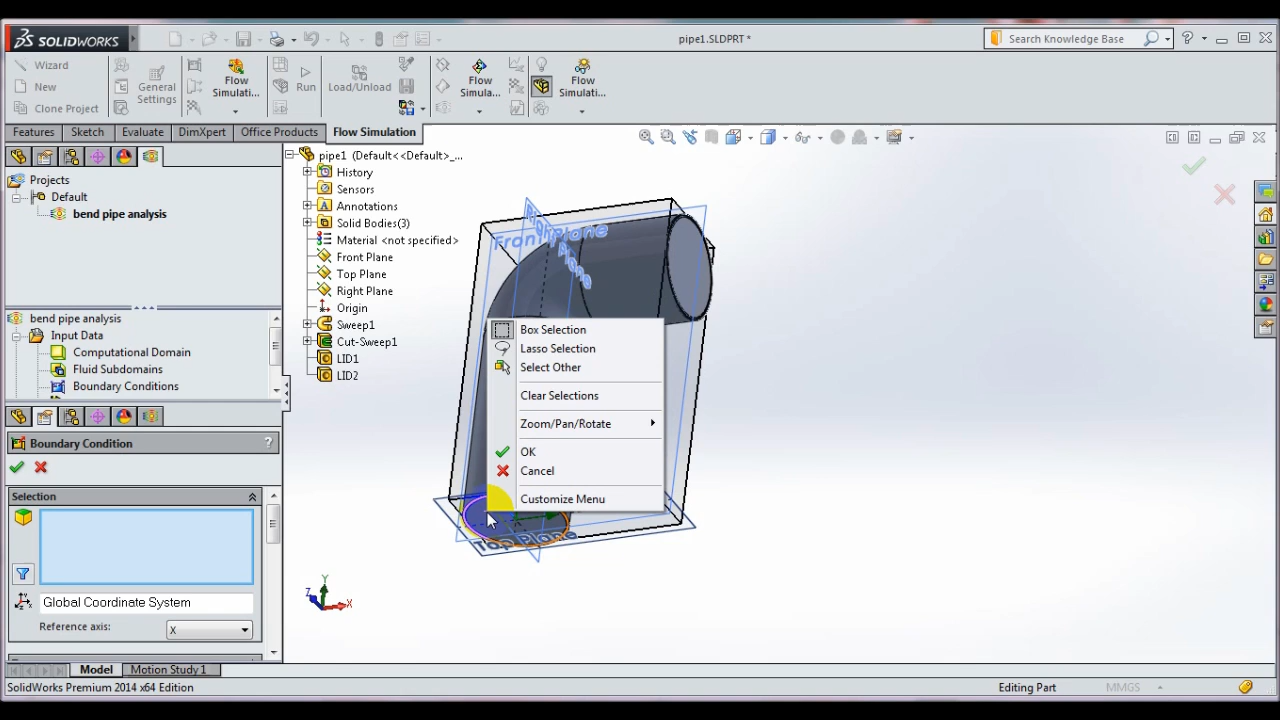 SOLIDWORKS
pipe1.SLDPRT *
Search Knowledge Base
Wizard
New
Clone Project
General
Settings
Flow
Simulati...
Run
Load/Unload
Flow
Simula...
Flow
Simulati...
Features
Sketch
Evaluate
DimXpert
Office Products
Flow Simulation
Projects
Default
bend pipe analysis
pipe1 (Default<<Default>_...
History
Sensors
Annotations
Solid Bodies(3)
Material <not specified>
Front Plane
Top Plane
Right Plane
Origin
Sweep1
Cut-Sweep1
LID1
LID2
bend pipe analysis
Input Data
Computational Domain
Fluid Subdomains
Boundary Conditions
Boundary Condition
?
Selection
Global Coordinate System
Reference axis:
X
Front Plane
Right Plane
Top Plane
Box Selection
Lasso Selection
Select Other
Clear Selections
Zoom/Pan/Rotate
OK
Cancel
Customize Menu
Y
Z
X
Model
Motion Study 1
SolidWorks Premium 2014 x64 Edition
Editing Part
MMGS